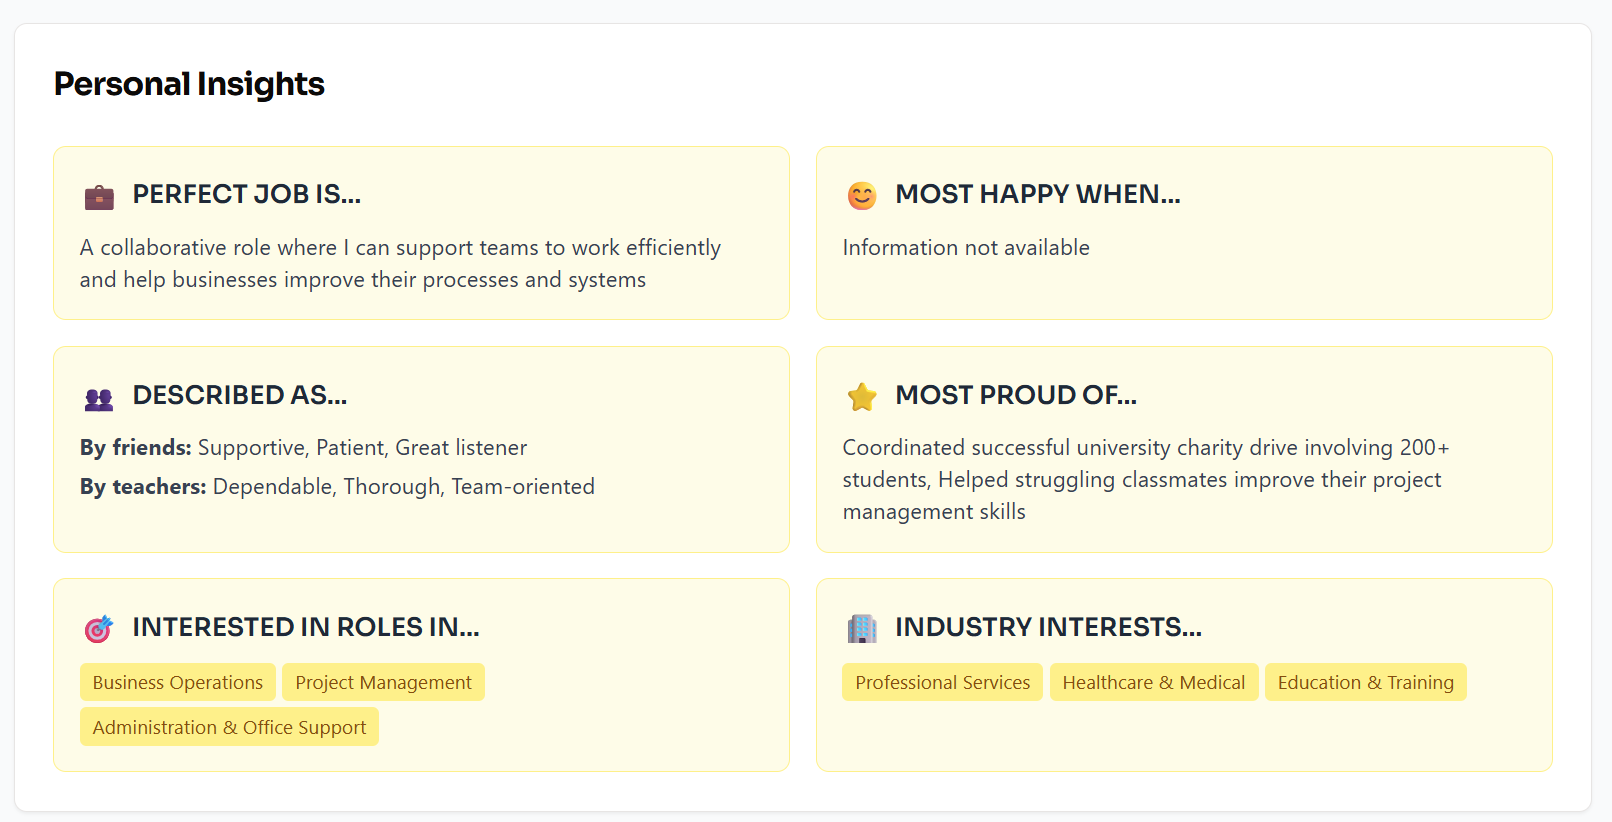 Personal Insights
PERFECT JOB IS...
A collaborative role where I can support teams to work efficiently
and help businesses improve their processes and systems
MOST HAPPY WHEN...
Information not available
DESCRIBED AS...
By friends: Supportive, Patient, Great listener
By teachers: Dependable, Thorough, Team-oriented
MOST PROUD OF...
Coordinated successful university charity drive involving 200+
students, Helped struggling classmates improve their project
management skills
INTERESTED IN ROLES IN...
Business Operations Project Management
Administration & Office Support
INDUSTRY INTERESTS...
Professional Services Healthcare & Medical Education & Training